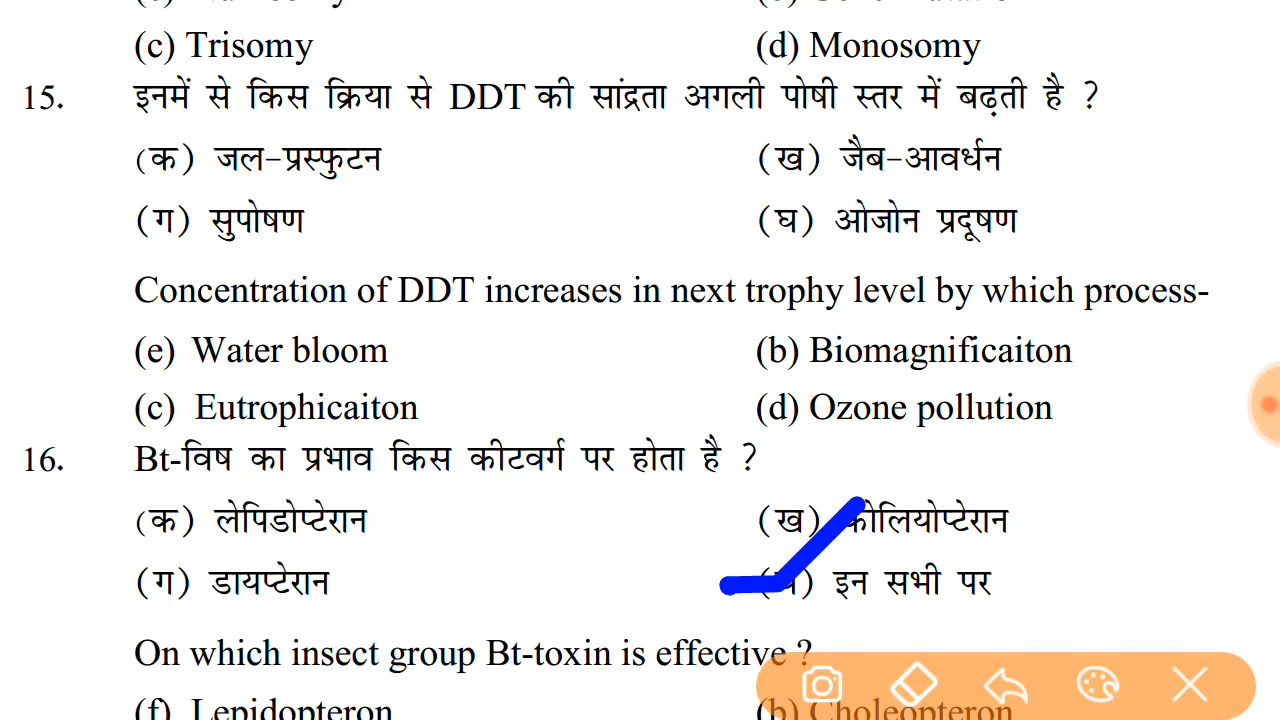 (c) Trisomy (d) Monosomy
15. इनमें से किस क्रिया से DDT की सांद्रता अगली पोषी स्तर में बढ़ती है ?
(क) जल-प्रस्फुटन (ख) जैब-आवर्धन
(ग) सुपोषण (घ) ओजोन प्रदूषण
Concentration of DDT increases in next trophy level by which process-
(e) Water bloom (b) Biomagnificaiton
(c) Eutrophicaiton (d) Ozone pollution
16. Bt-विष का प्रभाव किस कीटवर्ग पर होता है ?
(क) लेपिडोप्टेरान (ख) कोलियोप्टेरान
(ग) डायप्टेरान (घ) इन सभी पर
On which insect group Bt-toxin is effective ?
(f) Lepidopteron (b) Choleopteron